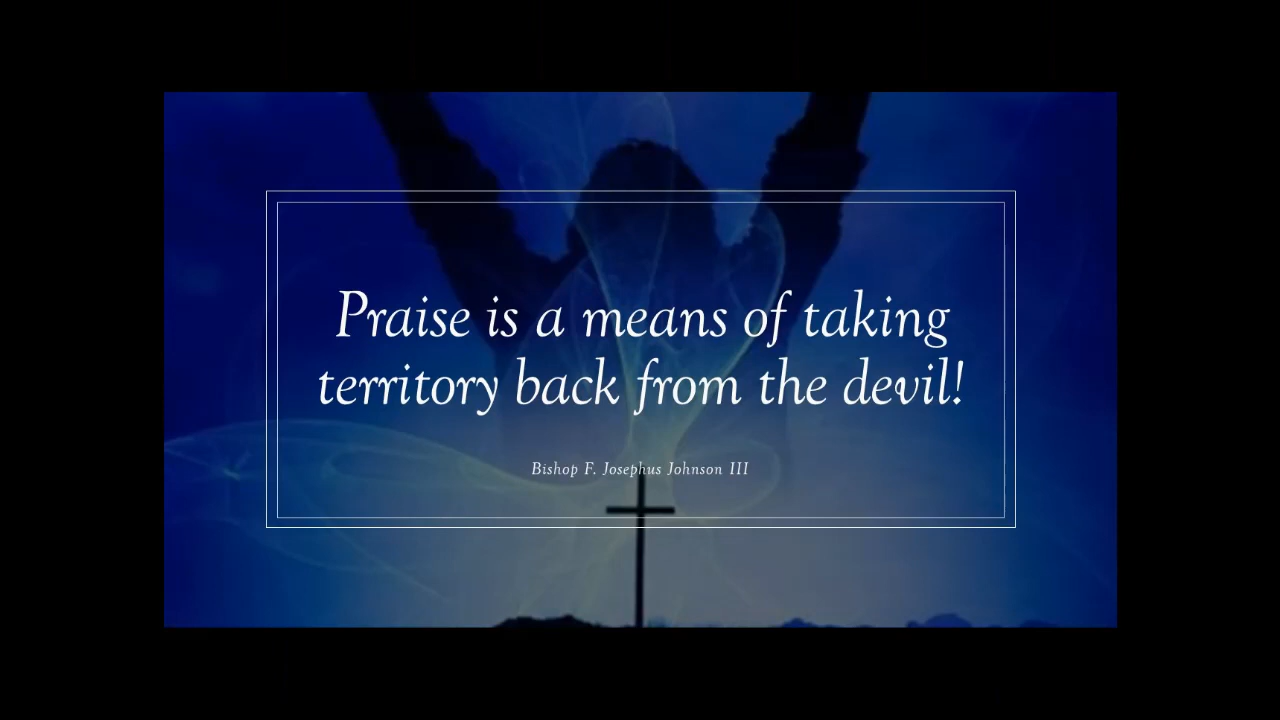 Praise is a means of taking
territory back from the devil!
Bishop F. Josephus Johnson III